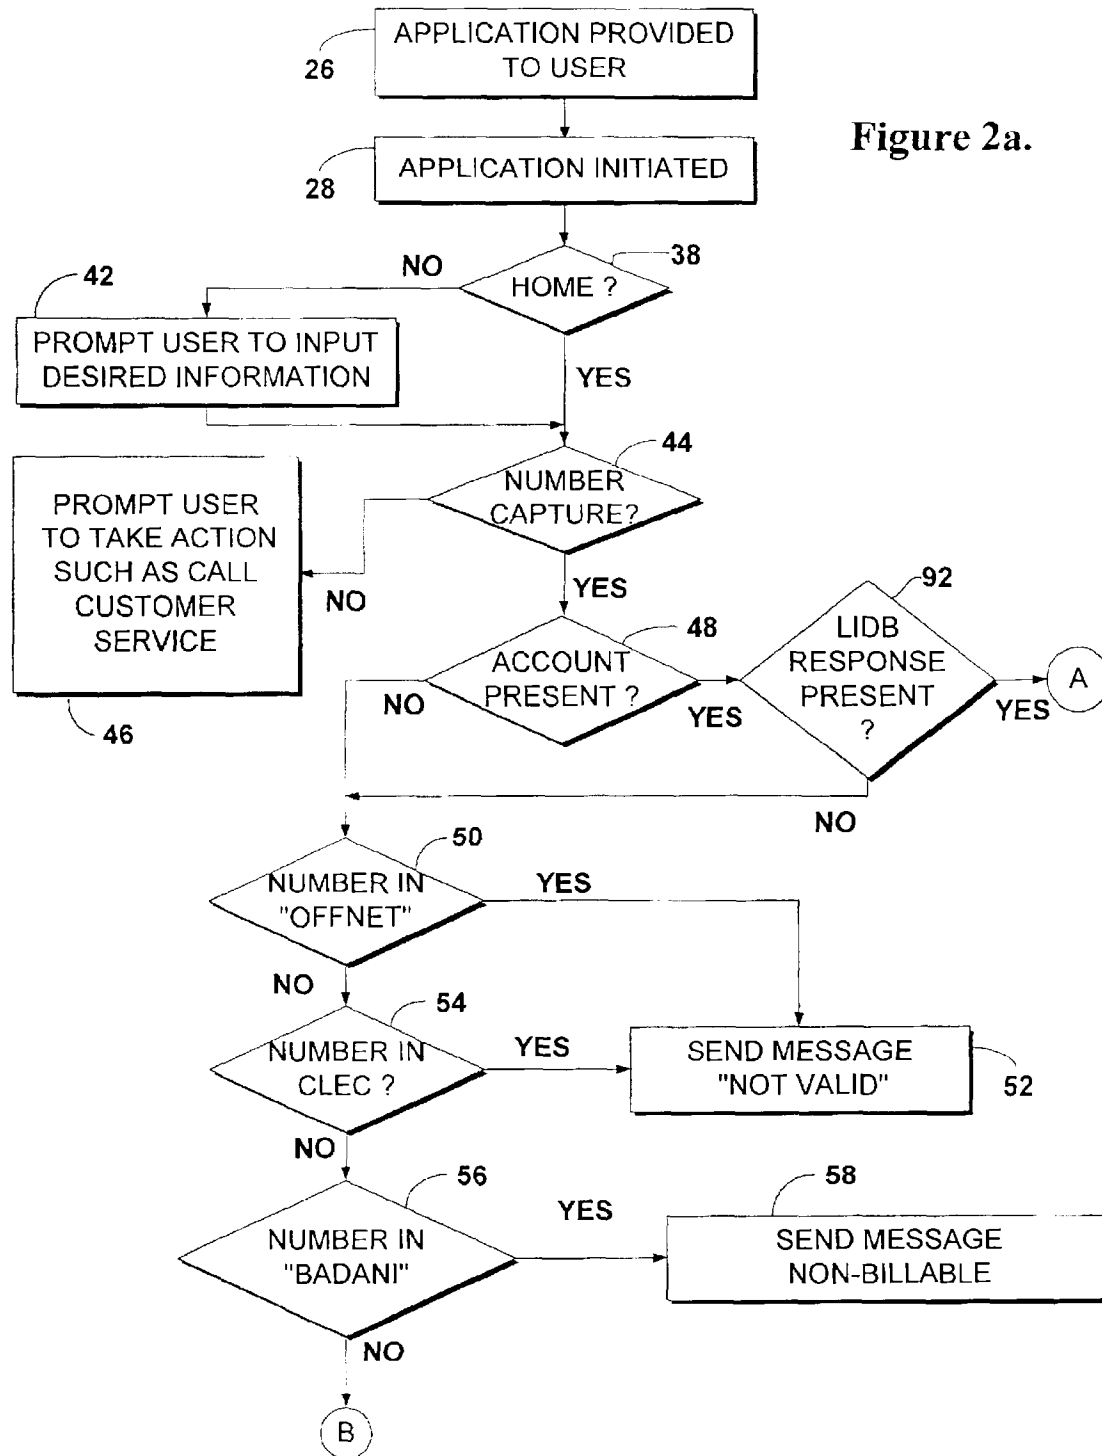 APPLICATION PROVIDED
TO USER
26
Figure 2a.
APPLICATION INITIATED
28
38
NO
HOME ?
42
PROMPT USER TO INPUT
DESIRED INFORMATION
YES
44
NUMBER
CAPTURE?
PROMPT USER
TO TAKE ACTION
SUCH AS CALL
CUSTOMER
SERVICE
NO
46
YES
48
ACCOUNT
PRESENT ?
NO
YES
92
LIDB
RESPONSE
PRESENT
?
YES
A
NO
50
NUMBER IN
"OFFNET"
YES
NO
54
NUMBER IN
CLEC ?
YES
SEND MESSAGE
"NOT VALID"
52
NO
56
NUMBER IN
"BADANI"
YES
58
SEND MESSAGE
NON-BILLABLE
NO
B